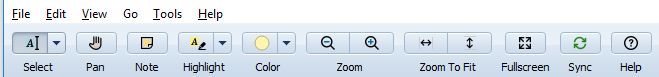 File Edit View Go Tools Help
Select Pan Note Highlight Color Zoom Zoom To Fit Fullscreen Sync Help